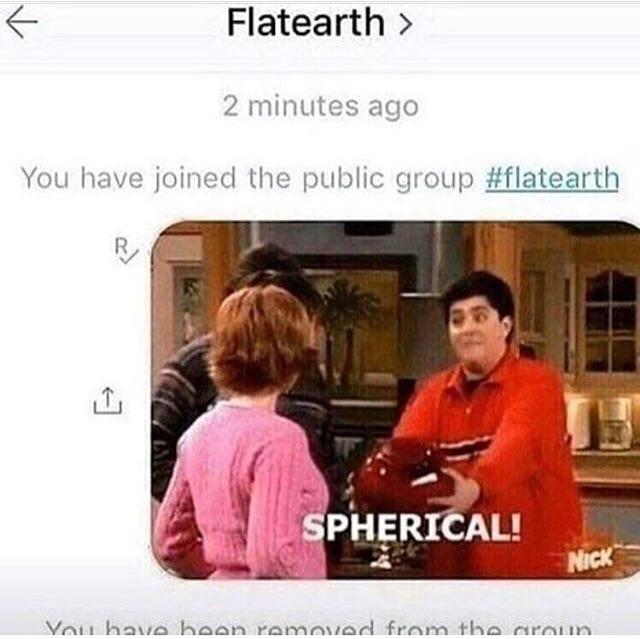 Flatearth >
2 minutes ago
You have joined the public group #flatearth
R
SPHERICAL!
NICK
You have been removed from the group